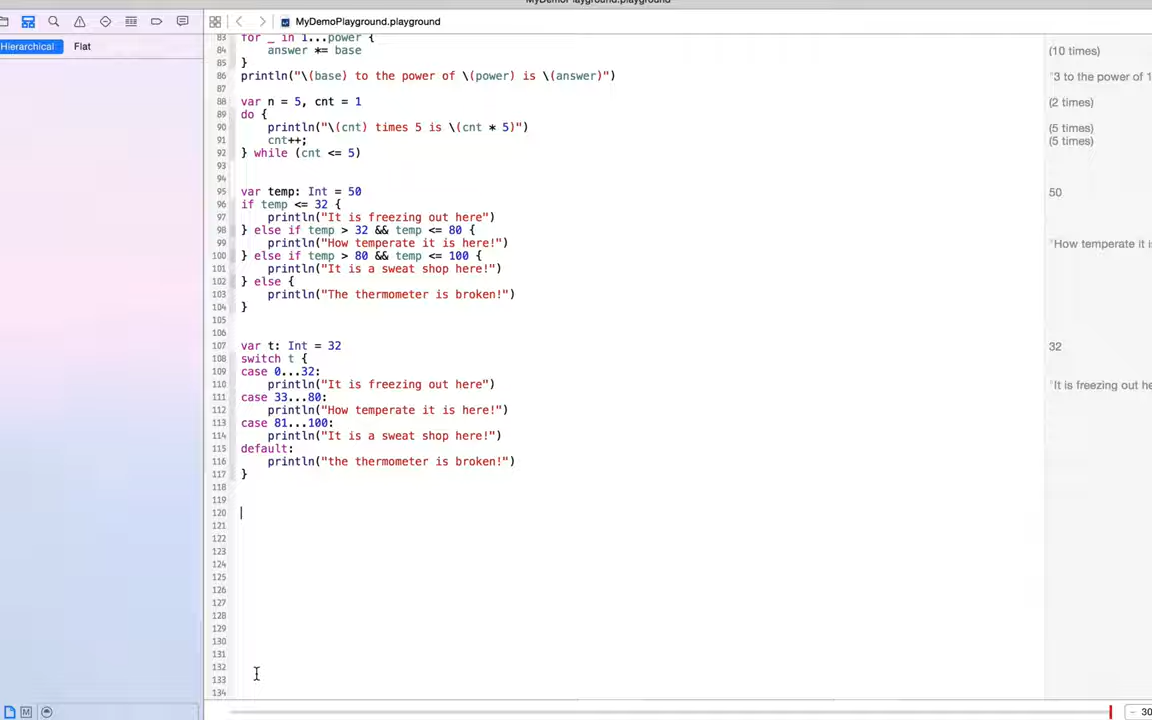 MyDemoPlayground.playground
MyDemoPlayground.playground
Hierarchical Flat
83 for _ in 1...power {
84 answer *= base (10 times)
85 }
86 println("\(base) to the power of \(power) is \(answer)") "3 to the power of 1
87
88 var n = 5, cnt = 1 (2 times)
89 do {
90 println("\(cnt) times 5 is \(cnt * 5)") (5 times)
91 cnt++; (5 times)
92 } while (cnt <= 5)
93
94
95 var temp: Int = 50 50
96 if temp <= 32 {
97 println("It is freezing out here")
98 } else if temp > 32 && temp <= 80 {
99 println("How temperate it is here!") "How temperate it is
100 } else if temp > 80 && temp <= 100 {
101 println("It is a sweat shop here!")
102 } else {
103 println("The thermometer is broken!")
104 }
105
106
107 var t: Int = 32 32
108 switch t {
109 case 0...32:
110 println("It is freezing out here") "It is freezing out he
111 case 33...80:
112 println("How temperate it is here!")
113 case 81...100:
114 println("It is a sweat shop here!")
115 default:
116 println("the thermometer is broken!")
117 }
118
119
120
121
122
123
124
125
126
127
128
129
130
131
132
133
134
M
- 30